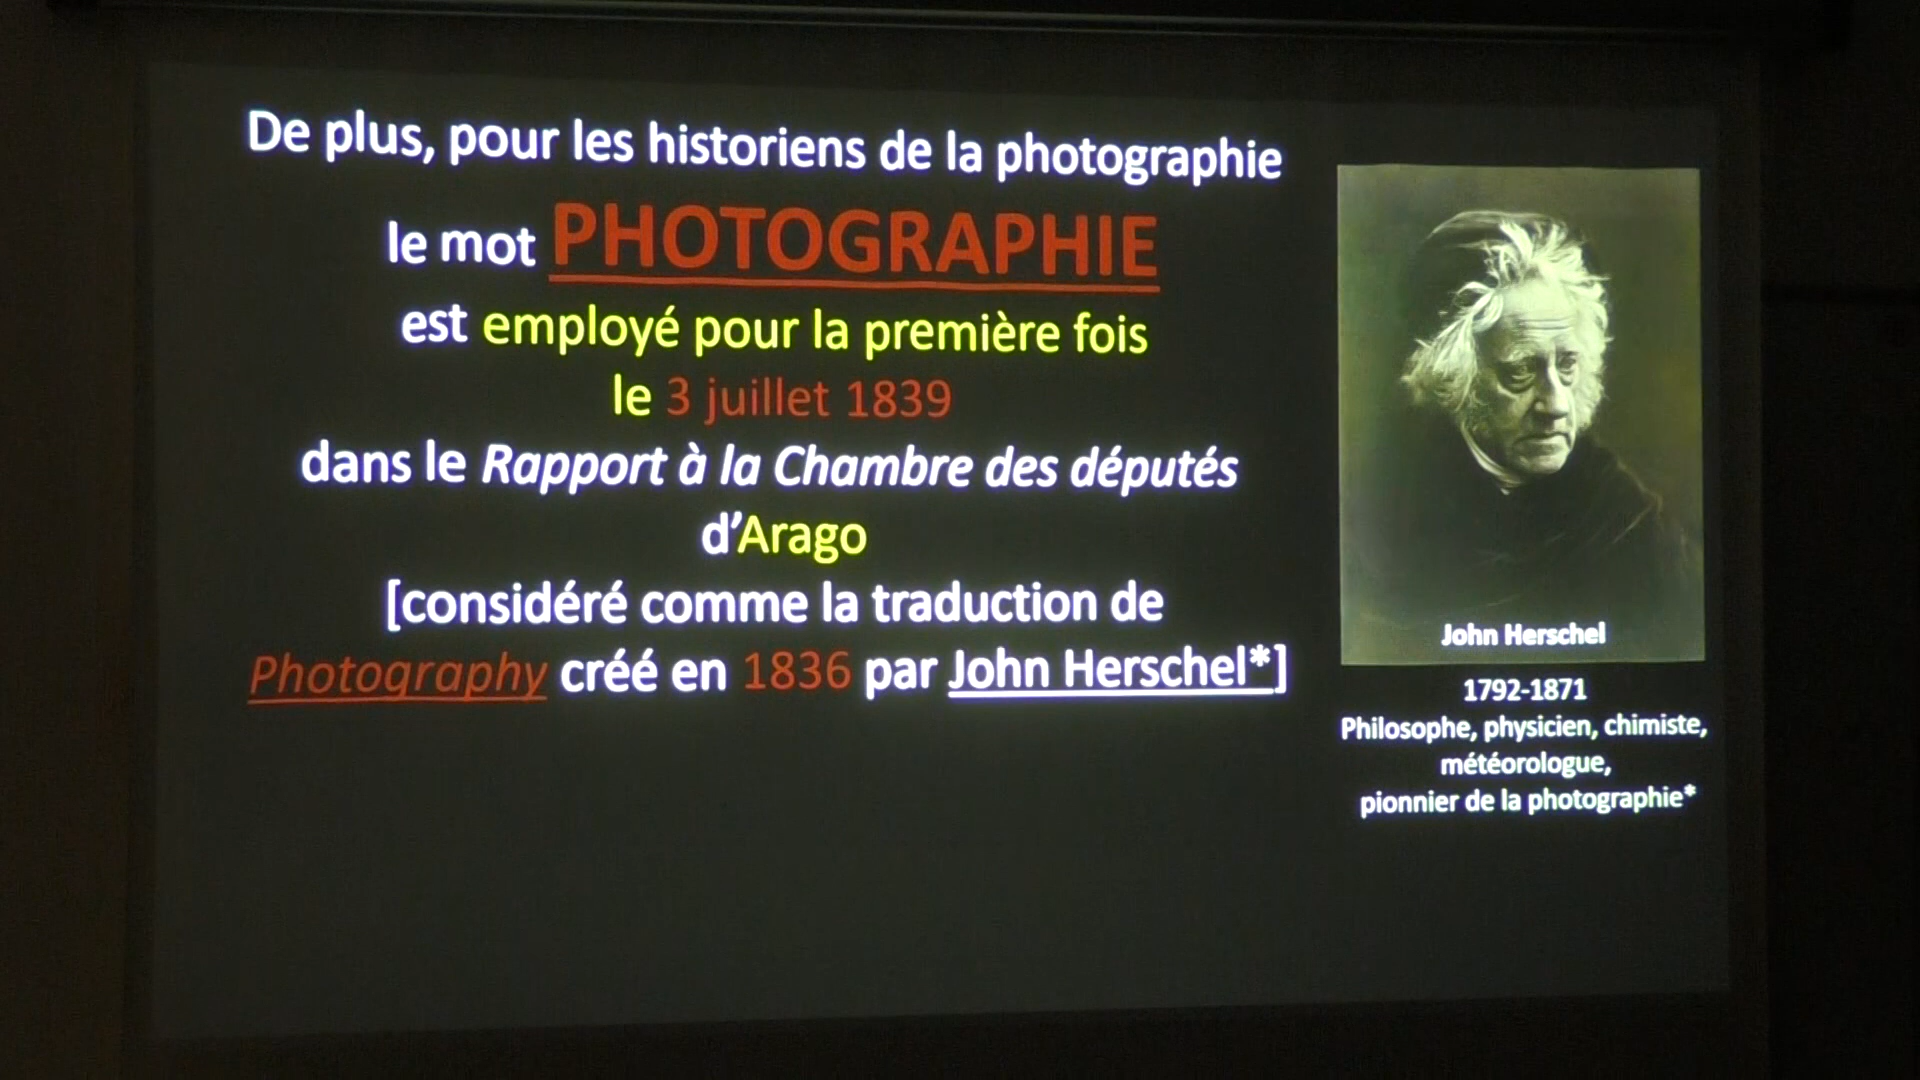 De plus, pour les historiens de la photographie
le mot PHOTOGRAPHIE
est employé pour la première fois
le 3 juillet 1839
dans le Rapport à la Chambre des députés
d’Arago
[considéré comme la traduction de
Photography créé en 1836 par John Herschel*]
John Herschel
1792-1871
Philosophe, physicien, chimiste,
météorologue,
pionnier de la photographie*